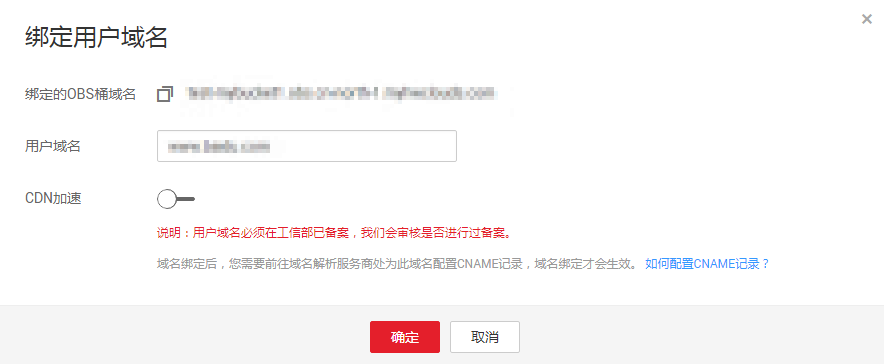 绑定用户域名
绑定的OBS桶域名
用户域名
CDN加速
说明：用户域名必须在工信部已备案，我们会审核是否进行过备案。
域名绑定后，您需要前往域名解析服务商处为此域名配置CNAME记录，域名绑定才会生效。 如何配置CNAME记录？
确定 取消